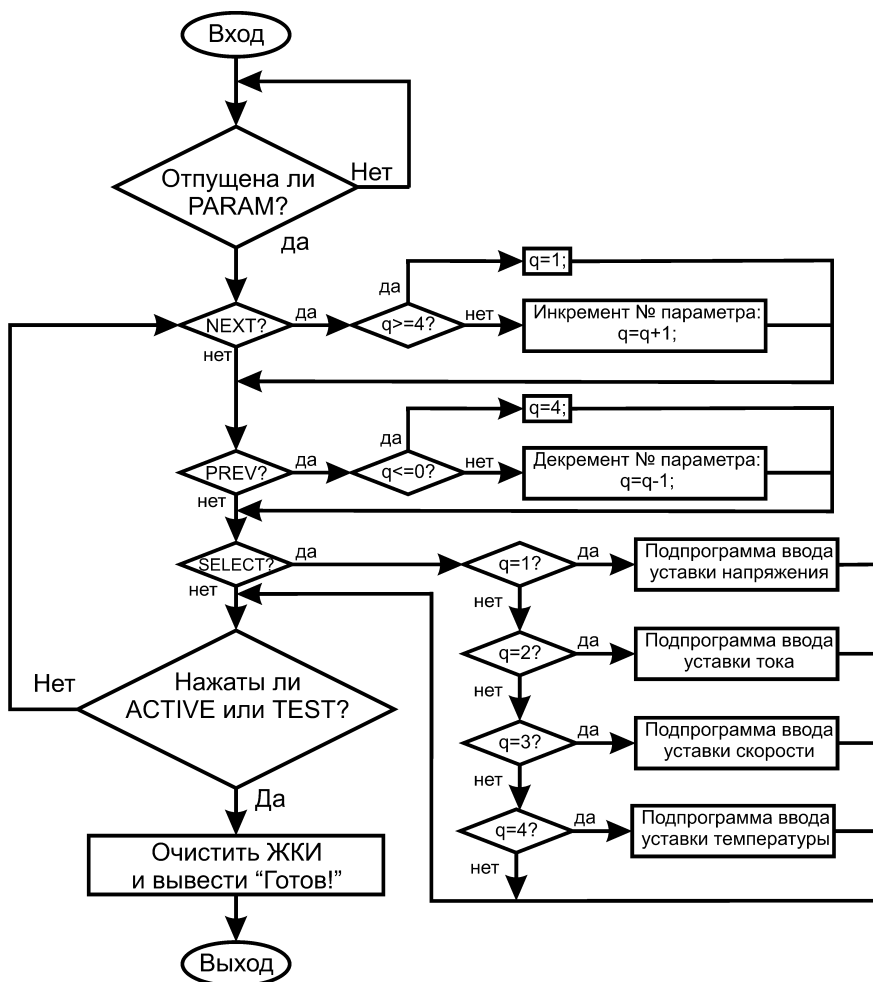 Вход
Отпущена ли
PARAM?
Нет
да
NEXT?
да
нет
q>=4?
да
нет
q=1;
Инкремент № параметра:
q=q+1;
PREV?
да
нет
q<=0?
да
нет
q=4;
Декремент № параметра:
q=q-1;
SELECT?
да
нет
q=1?
да
нет
Подпрограмма ввода
уставки напряжения
q=2?
да
нет
Подпрограмма ввода
уставки тока
q=3?
да
нет
Подпрограмма ввода
уставки скорости
q=4?
да
нет
Подпрограмма ввода
уставки температуры
Нажаты ли
ACTIVE или TEST?
Нет
Да
Очистить ЖКИ
и вывести “Готов!”
Выход